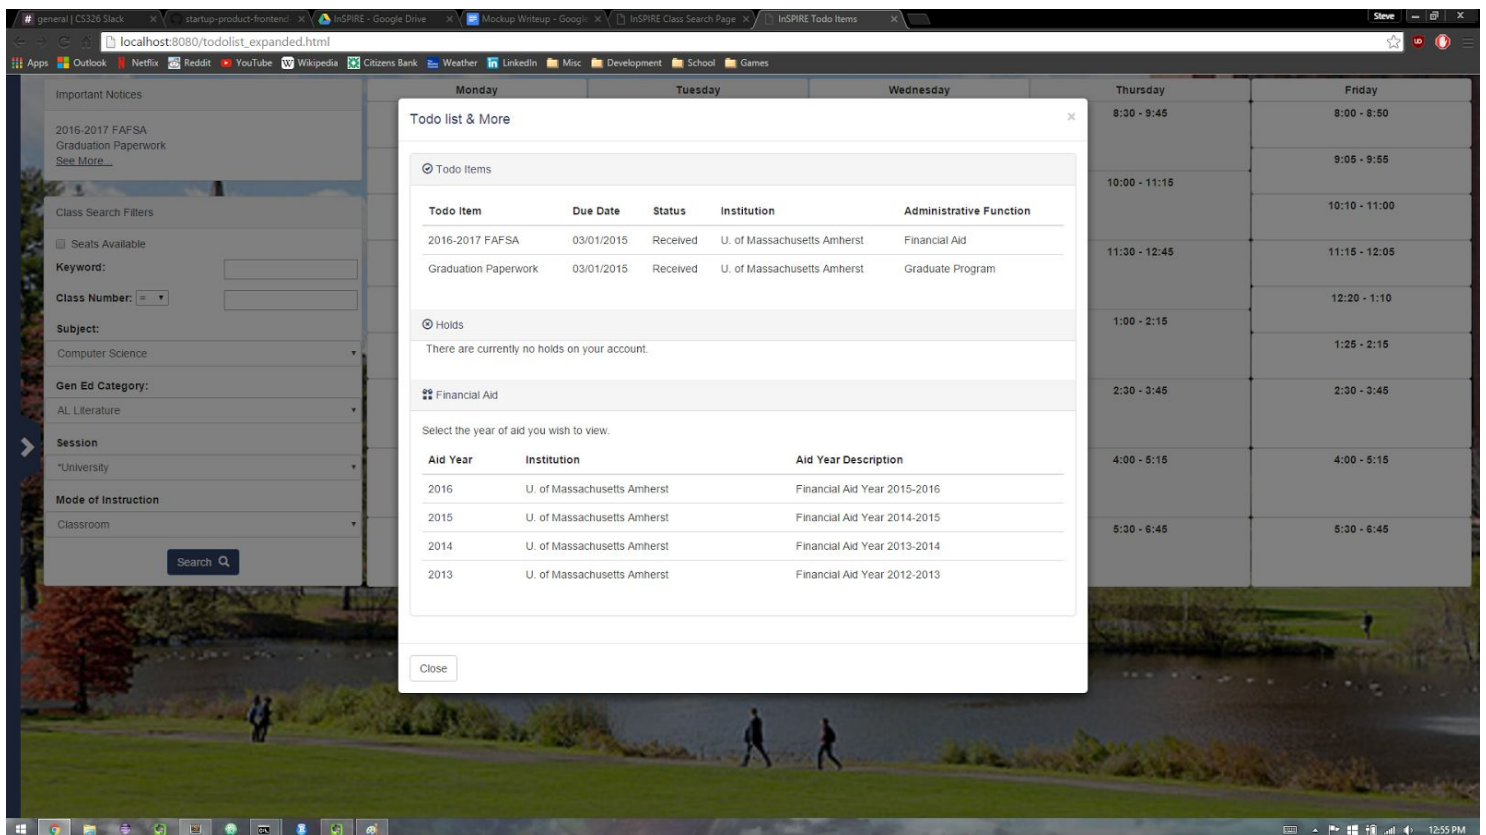 general | CS326 Slack
startup-product-frontend
InSPIRE - Google Drive
Mockup Writeup - Google
InSPIRE Class Search Page
InSPIRE Todo Items
Steve
localhost:8080/todolist_expanded.html
Apps Outlook Netflix Reddit YouTube Wikipedia Citizens Bank Weather LinkedIn Misc Development School Games
Important Notices
2016-2017 FAFSA
Graduation Paperwork
See More...
Class Search Filters
Seats Available
Keyword:
Class Number: =
Subject:
Computer Science
Gen Ed Category:
AL Literature
Session
*University
Mode of Instruction
Classroom
Search
Monday Tuesday Wednesday Thursday Friday
Todo list & More ×
Todo Items
Todo Item Due Date Status Institution Administrative Function
2016-2017 FAFSA 03/01/2015 Received U. of Massachusetts Amherst Financial Aid
Graduation Paperwork 03/01/2015 Received U. of Massachusetts Amherst Graduate Program
Holds
There are currently no holds on your account.
Financial Aid
Select the year of aid you wish to view.
Aid Year Institution Aid Year Description
2016 U. of Massachusetts Amherst Financial Aid Year 2015-2016
2015 U. of Massachusetts Amherst Financial Aid Year 2014-2015
2014 U. of Massachusetts Amherst Financial Aid Year 2013-2014
2013 U. of Massachusetts Amherst Financial Aid Year 2012-2013
Close
8:30 - 9:45
10:00 - 11:15
11:30 - 12:45
1:00 - 2:15
2:30 - 3:45
4:00 - 5:15
5:30 - 6:45
8:00 - 8:50
9:05 - 9:55
10:10 - 11:00
11:15 - 12:05
12:20 - 1:10
1:25 - 2:15
2:30 - 3:45
4:00 - 5:15
5:30 - 6:45
12:55 PM